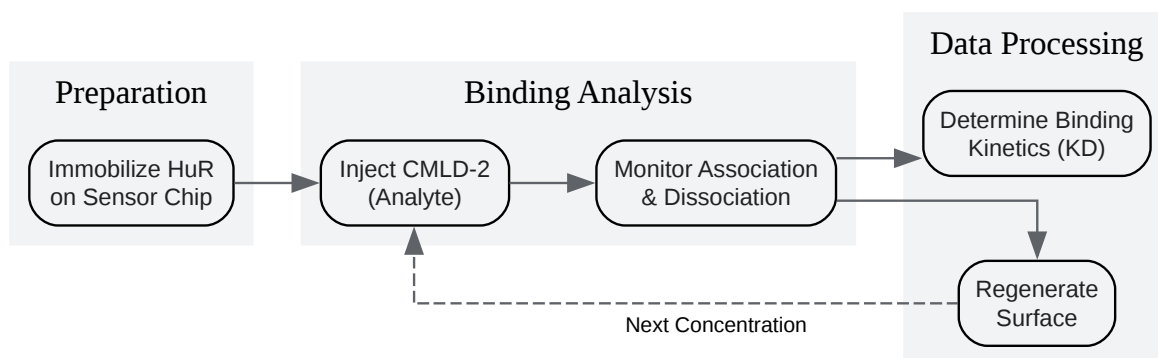 Preparation
Immobilize HuR
on Sensor Chip
Binding Analysis
Inject CMLD-2
(Analyte)
Monitor Association
& Dissociation
Data Processing
Determine Binding
Kinetics (KD)
Regenerate
Surface
Next Concentration